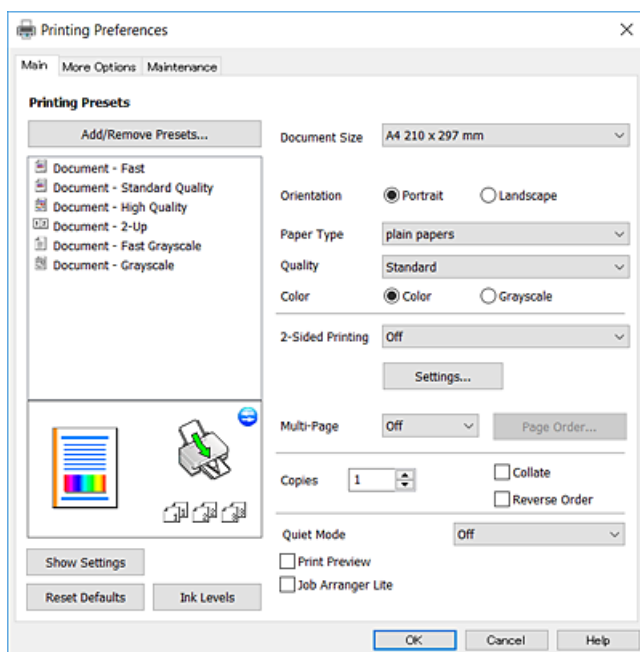 Printing Preferences
Main More Options Maintenance
Printing Presets
Add/Remove Presets...
Document - Fast
Document - Standard Quality
Document - High Quality
Document - 2-Up
Document - Fast Grayscale
Document - Grayscale
Show Settings
Reset Defaults Ink Levels
Document Size A4 210 x 297 mm
Orientation Portrait Landscape
Paper Type plain papers
Quality Standard
Color Color Grayscale
2-Sided Printing Off
Settings...
Multi-Page Off Page Order...
Copies 1 Collate
Reverse Order
Quiet Mode Off
Print Preview
Job Arranger Lite
OK Cancel Help